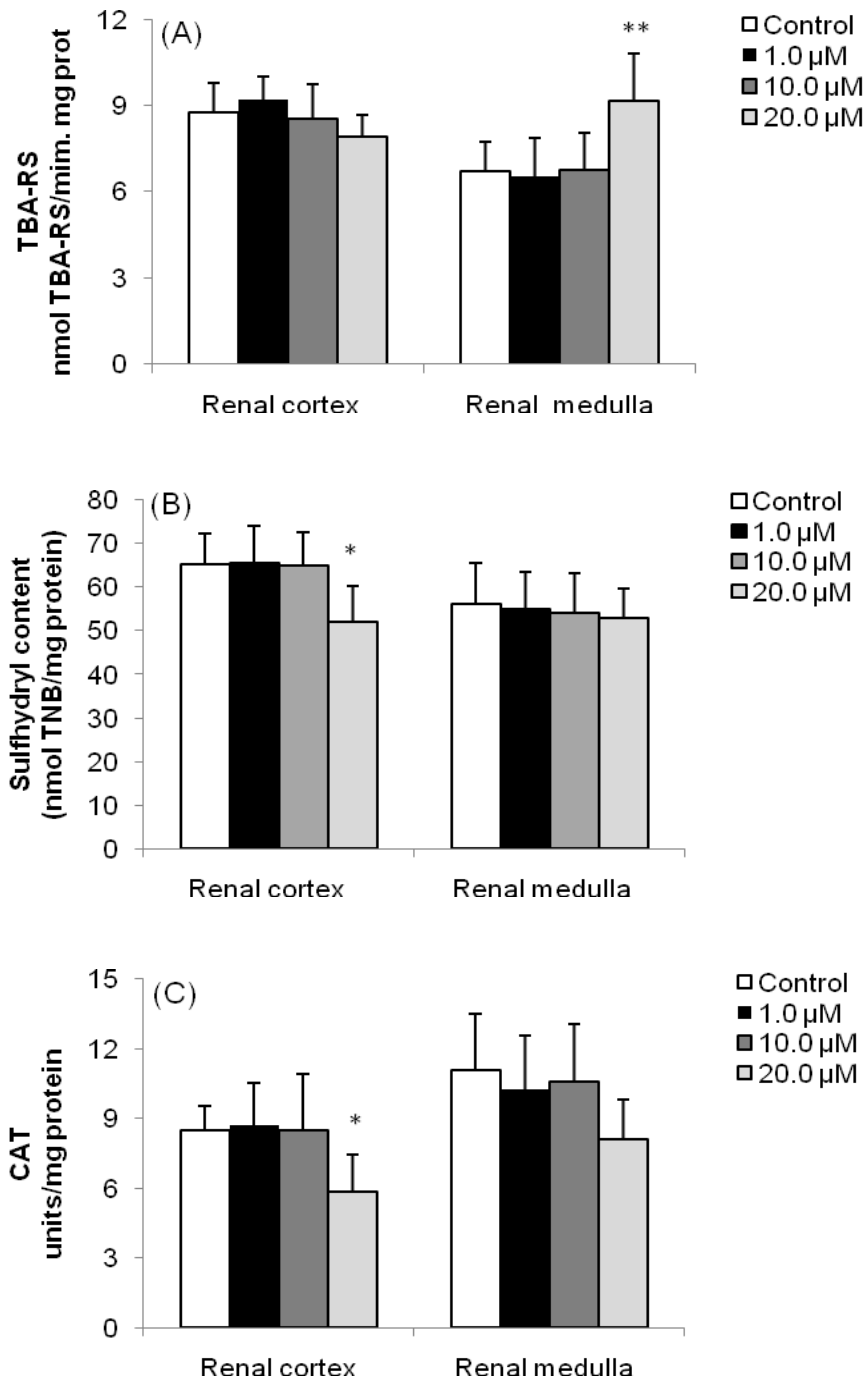 (A)
**
Control
1.0 µM
10.0 µM
20.0 µM
TBA-RS
nmol TBA-RS/mim. mg prot
12
9
6
3
0
Renal cortex
Renal medulla
(B)
*
Control
1.0 µM
10.0 µM
20.0 µM
Sulfhydryl content
(nmol TNB/mg protein)
80
70
60
50
40
30
20
10
0
Renal cortex
Renal medulla
(C)
*
Control
1.0 µM
10.0 µM
20.0 µM
CAT
units/mg protein
15
12
9
6
3
0
Renal cortex
Renal medulla